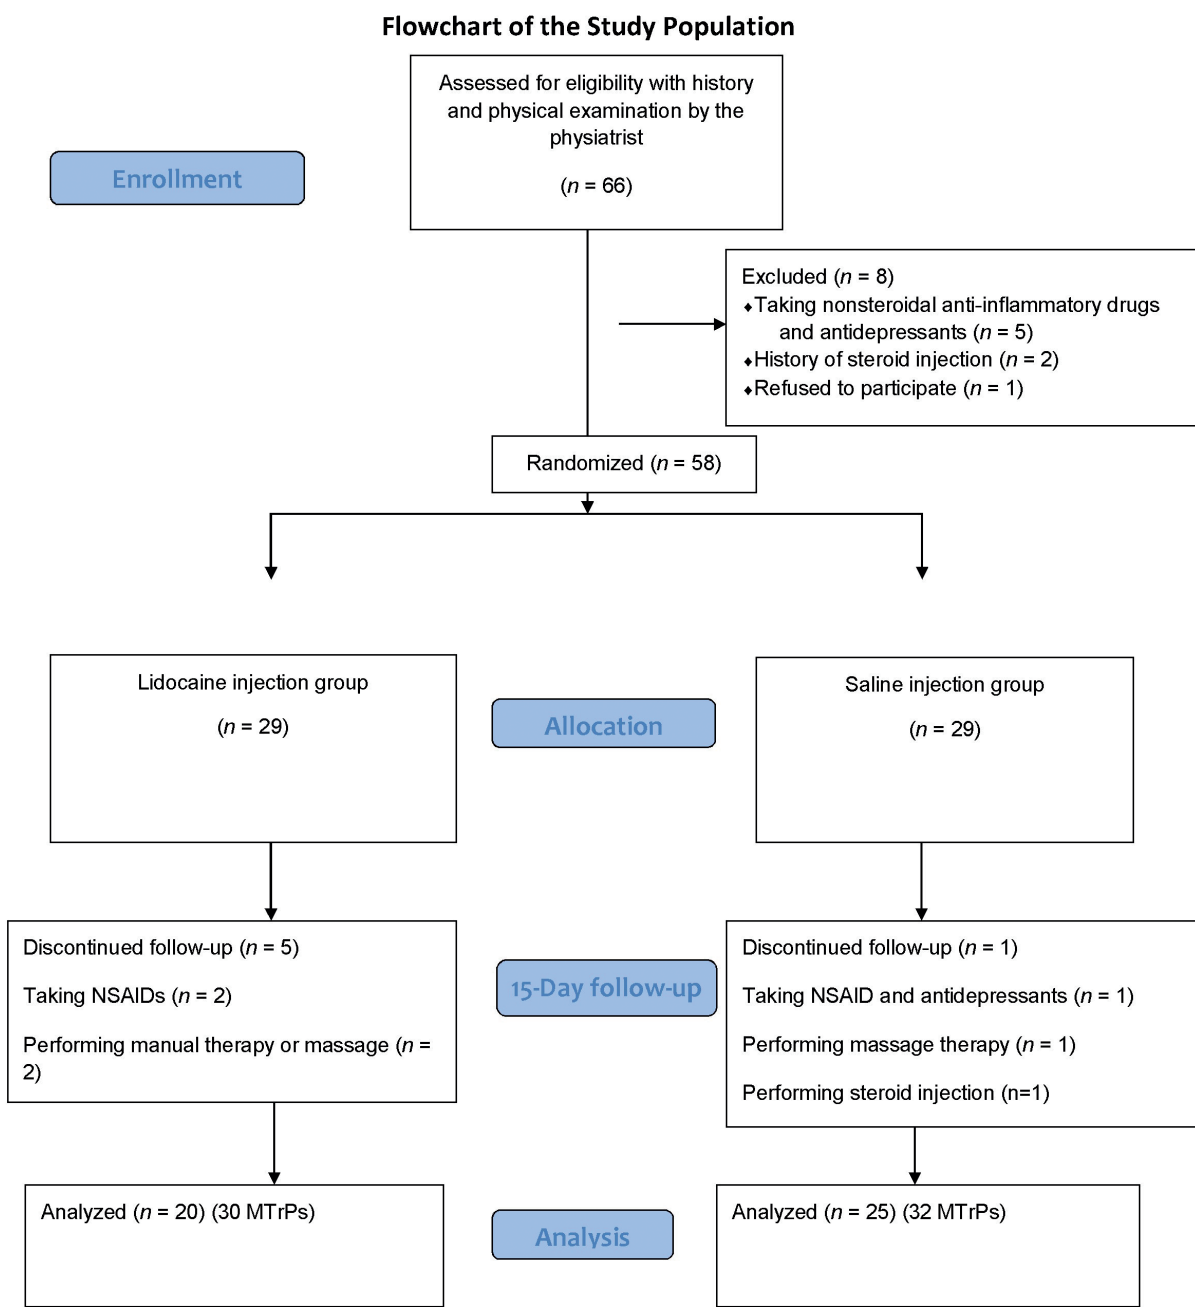 Flowchart of the Study Population
Assessed for eligibility with history
and physical examination by the
physiatrist
(n = 66)
Enrollment
Excluded (n = 8)
♦Taking nonsteroidal anti-inflammatory drugs
and antidepressants (n = 5)
♦History of steroid injection (n = 2)
♦Refused to participate (n = 1)
Randomized (n = 58)
Lidocaine injection group
(n = 29)
Allocation
Saline injection group
(n = 29)
Discontinued follow-up (n = 5)
Taking NSAIDs (n = 2)
Performing manual therapy or massage (n =
2)
15-Day follow-up
Discontinued follow-up (n = 1)
Taking NSAID and antidepressants (n = 1)
Performing massage therapy (n = 1)
Performing steroid injection (n=1)
Analyzed (n = 20) (30 MTrPs)
Analysis
Analyzed (n = 25) (32 MTrPs)